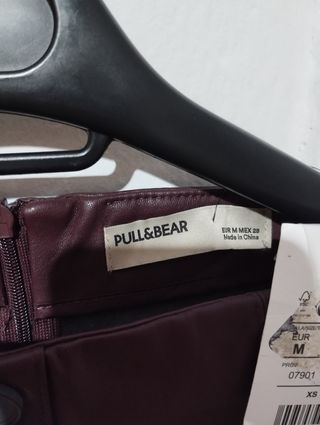 PULL&BEAR
EUR M MEX 28
Made in China
EUR
M
07901
XS